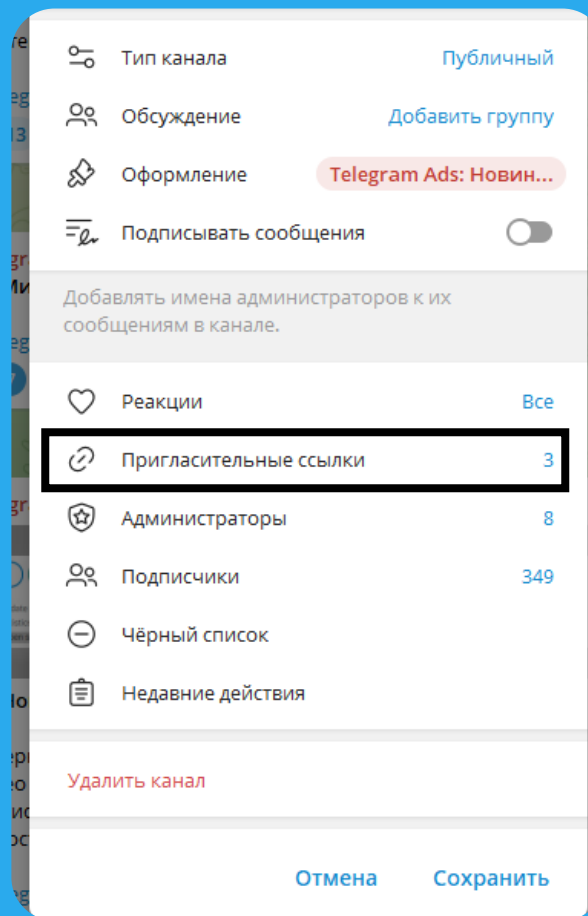 Тип канала Публичный
Обсуждение Добавить группу
Оформление Telegram Ads: Новин...
Подписывать сообщения
Добавлять имена администраторов к их
сообщениям в канале.
Реакции Все
Пригласительные ссылки 3
Администраторы 8
Подписчики 349
Чёрный список
Недавние действия
Удалить канал
Отмена Сохранить